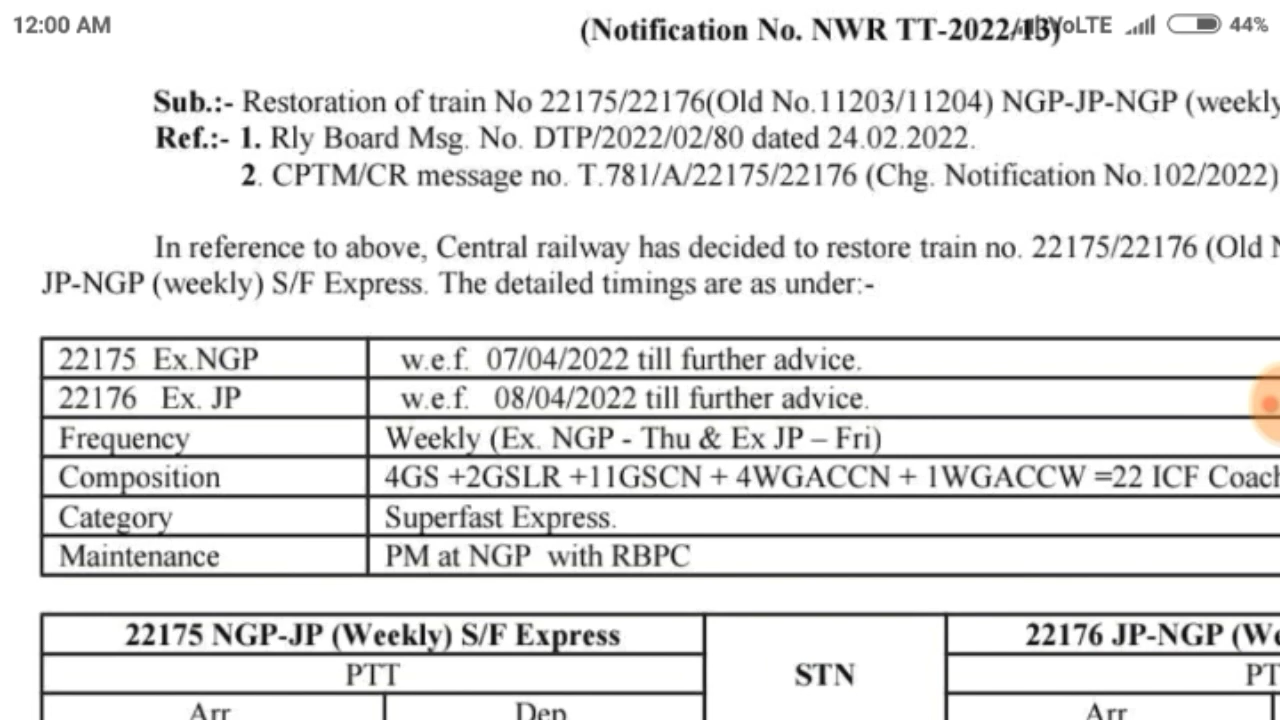 12:00 AM
(Notification No. NWR TT-2022/13)
VoLTE 44%
Sub.:- Restoration of train No 22175/22176(Old No.11203/11204) NGP-JP-NGP (weekly
Ref.:- 1. Rly Board Msg. No. DTP/2022/02/80 dated 24.02.2022.
2. CPTM/CR message no. T.781/A/22175/22176 (Chg. Notification No.102/2022)
In reference to above, Central railway has decided to restore train no. 22175/22176 (Old N
JP-NGP (weekly) S/F Express. The detailed timings are as under:-
22175 Ex.NGP w.e.f. 07/04/2022 till further advice.
22176 Ex. JP w.e.f. 08/04/2022 till further advice.
Frequency Weekly (Ex. NGP - Thu & Ex JP – Fri)
Composition 4GS +2GSLR +11GSCN + 4WGACCN + 1WGACCW =22 ICF Coach
Category Superfast Express.
Maintenance PM at NGP with RBPC
22175 NGP-JP (Weekly) S/F Express STN 22176 JP-NGP (We
PTT PT
Arr Dep Arr